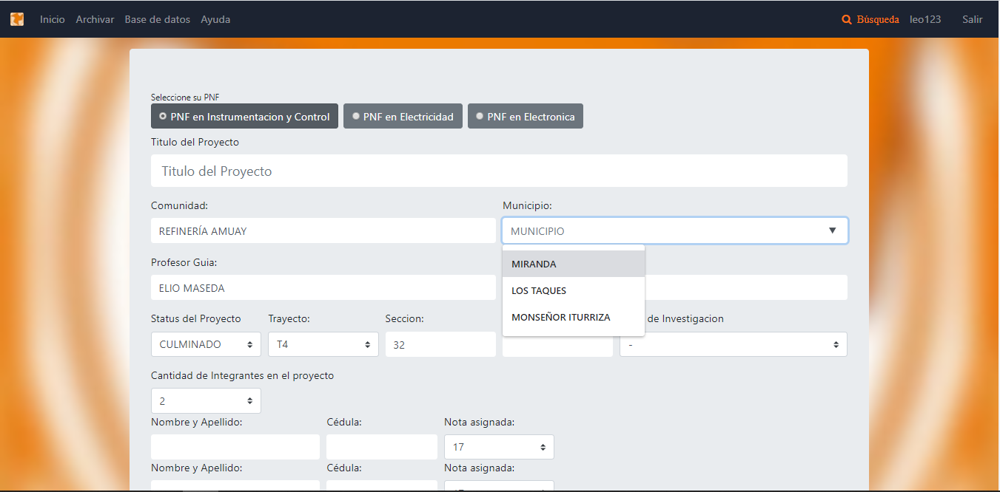 Inicio Archivar Base de datos Ayuda Búsqueda leo123 Salir
Seleccione su PNF
PNF en Instrumentacion y Control PNF en Electricidad PNF en Electronica
Titulo del Proyecto
Titulo del Proyecto
Comunidad: Municipio:
REFINERÍA AMUAY MUNICIPIO
MIRANDA
LOS TAQUES
MONSEÑOR ITURRIZA
Profesor Guia:
ELIO MASEDA
Status del Proyecto Trayecto: Seccion: de Investigacion
CULMINADO T4 32 -
Cantidad de Integrantes en el proyecto
2
Nombre y Apellido: Cédula: Nota asignada:
17
Nombre y Apellido: Cédula: Nota asignada: